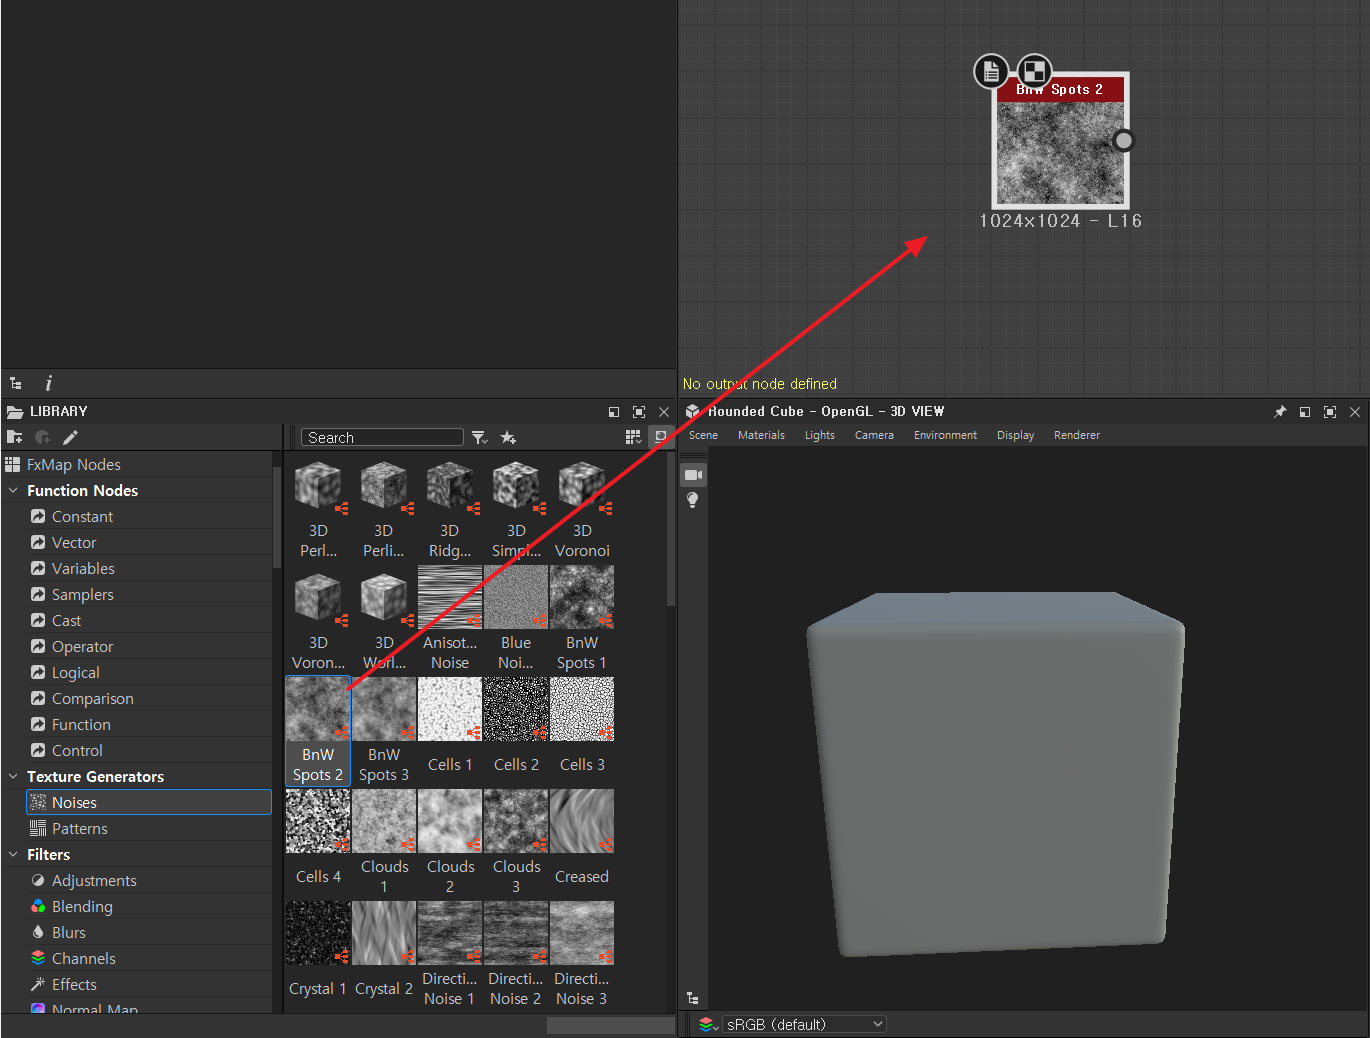 BnW Spots 2
1024x1024 - L16
No output node defined
LIBRARY
Search
FxMap Nodes
Function Nodes
Constant
Vector
Variables
Samplers
Cast
Operator
Logical
Comparison
Function
Control
Texture Generators
Noises
Patterns
Filters
Adjustments
Blending
Blurs
Channels
Effects
Normal Map
3D Perl...
3D Perli...
3D Ridg...
3D Simpl...
3D Voronoi
3D Voron...
3D Worl...
Anisot... Noise
Blue Noi...
BnW Spots 1
BnW Spots 2
BnW Spots 3
Cells 1
Cells 2
Cells 3
Cells 4
Clouds 1
Clouds 2
Clouds 3
Creased
Crystal 1
Crystal 2
Directi... Noise 1
Directi... Noise 2
Directi... Noise 3
Rounded Cube - OpenGL - 3D VIEW
Scene Materials Lights Camera Environment Display Renderer
sRGB (default)